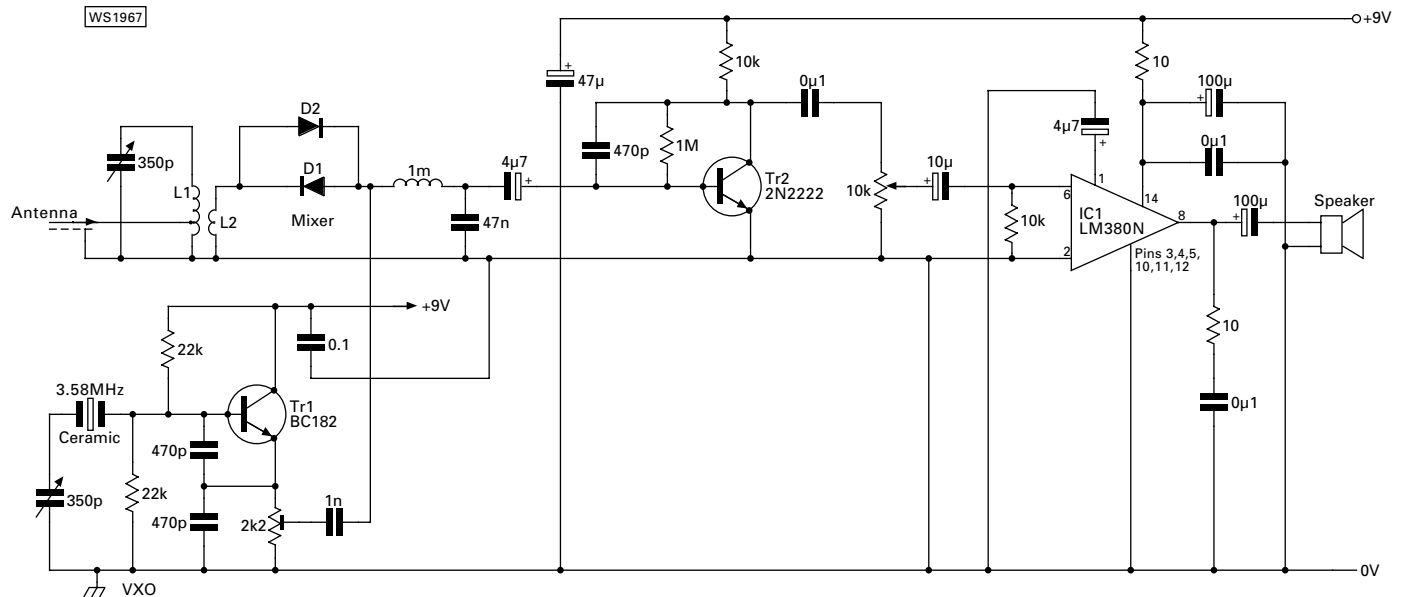 WS1967
+9V
10k
10
47µ
+
0µ1
100µ
+
D2
4µ7
+
350p
D1
1m
4µ7
+
470p
1M
0µ1
Tr2
2N2222
10k
10µ
+
1
14
L1
L2
Mixer
47n
6
10k
IC1
LM380N
8
100µ
+
Speaker
Antenna
2
Pins 3,4,5,
10,11,12
+9V
22k
0.1
10
3.58MHz
Ceramic
Tr1
BC182
0µ1
470p
350p
22k
470p
2k2
1n
0V
VXO